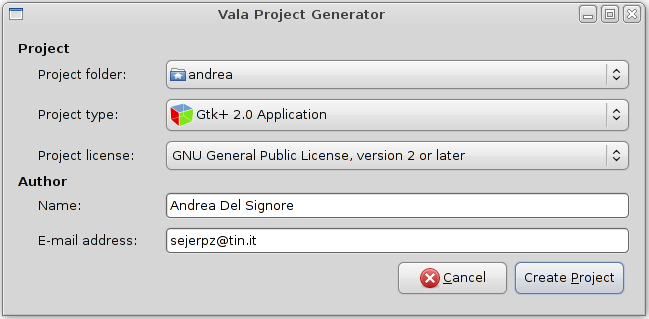 Vala Project Generator
Project
Project folder: andrea
Project type: Gtk+ 2.0 Application
Project license: GNU General Public License, version 2 or later
Author
Name: Andrea Del Signore
E-mail address: sejerpz@tin.it
Cancel Create Project